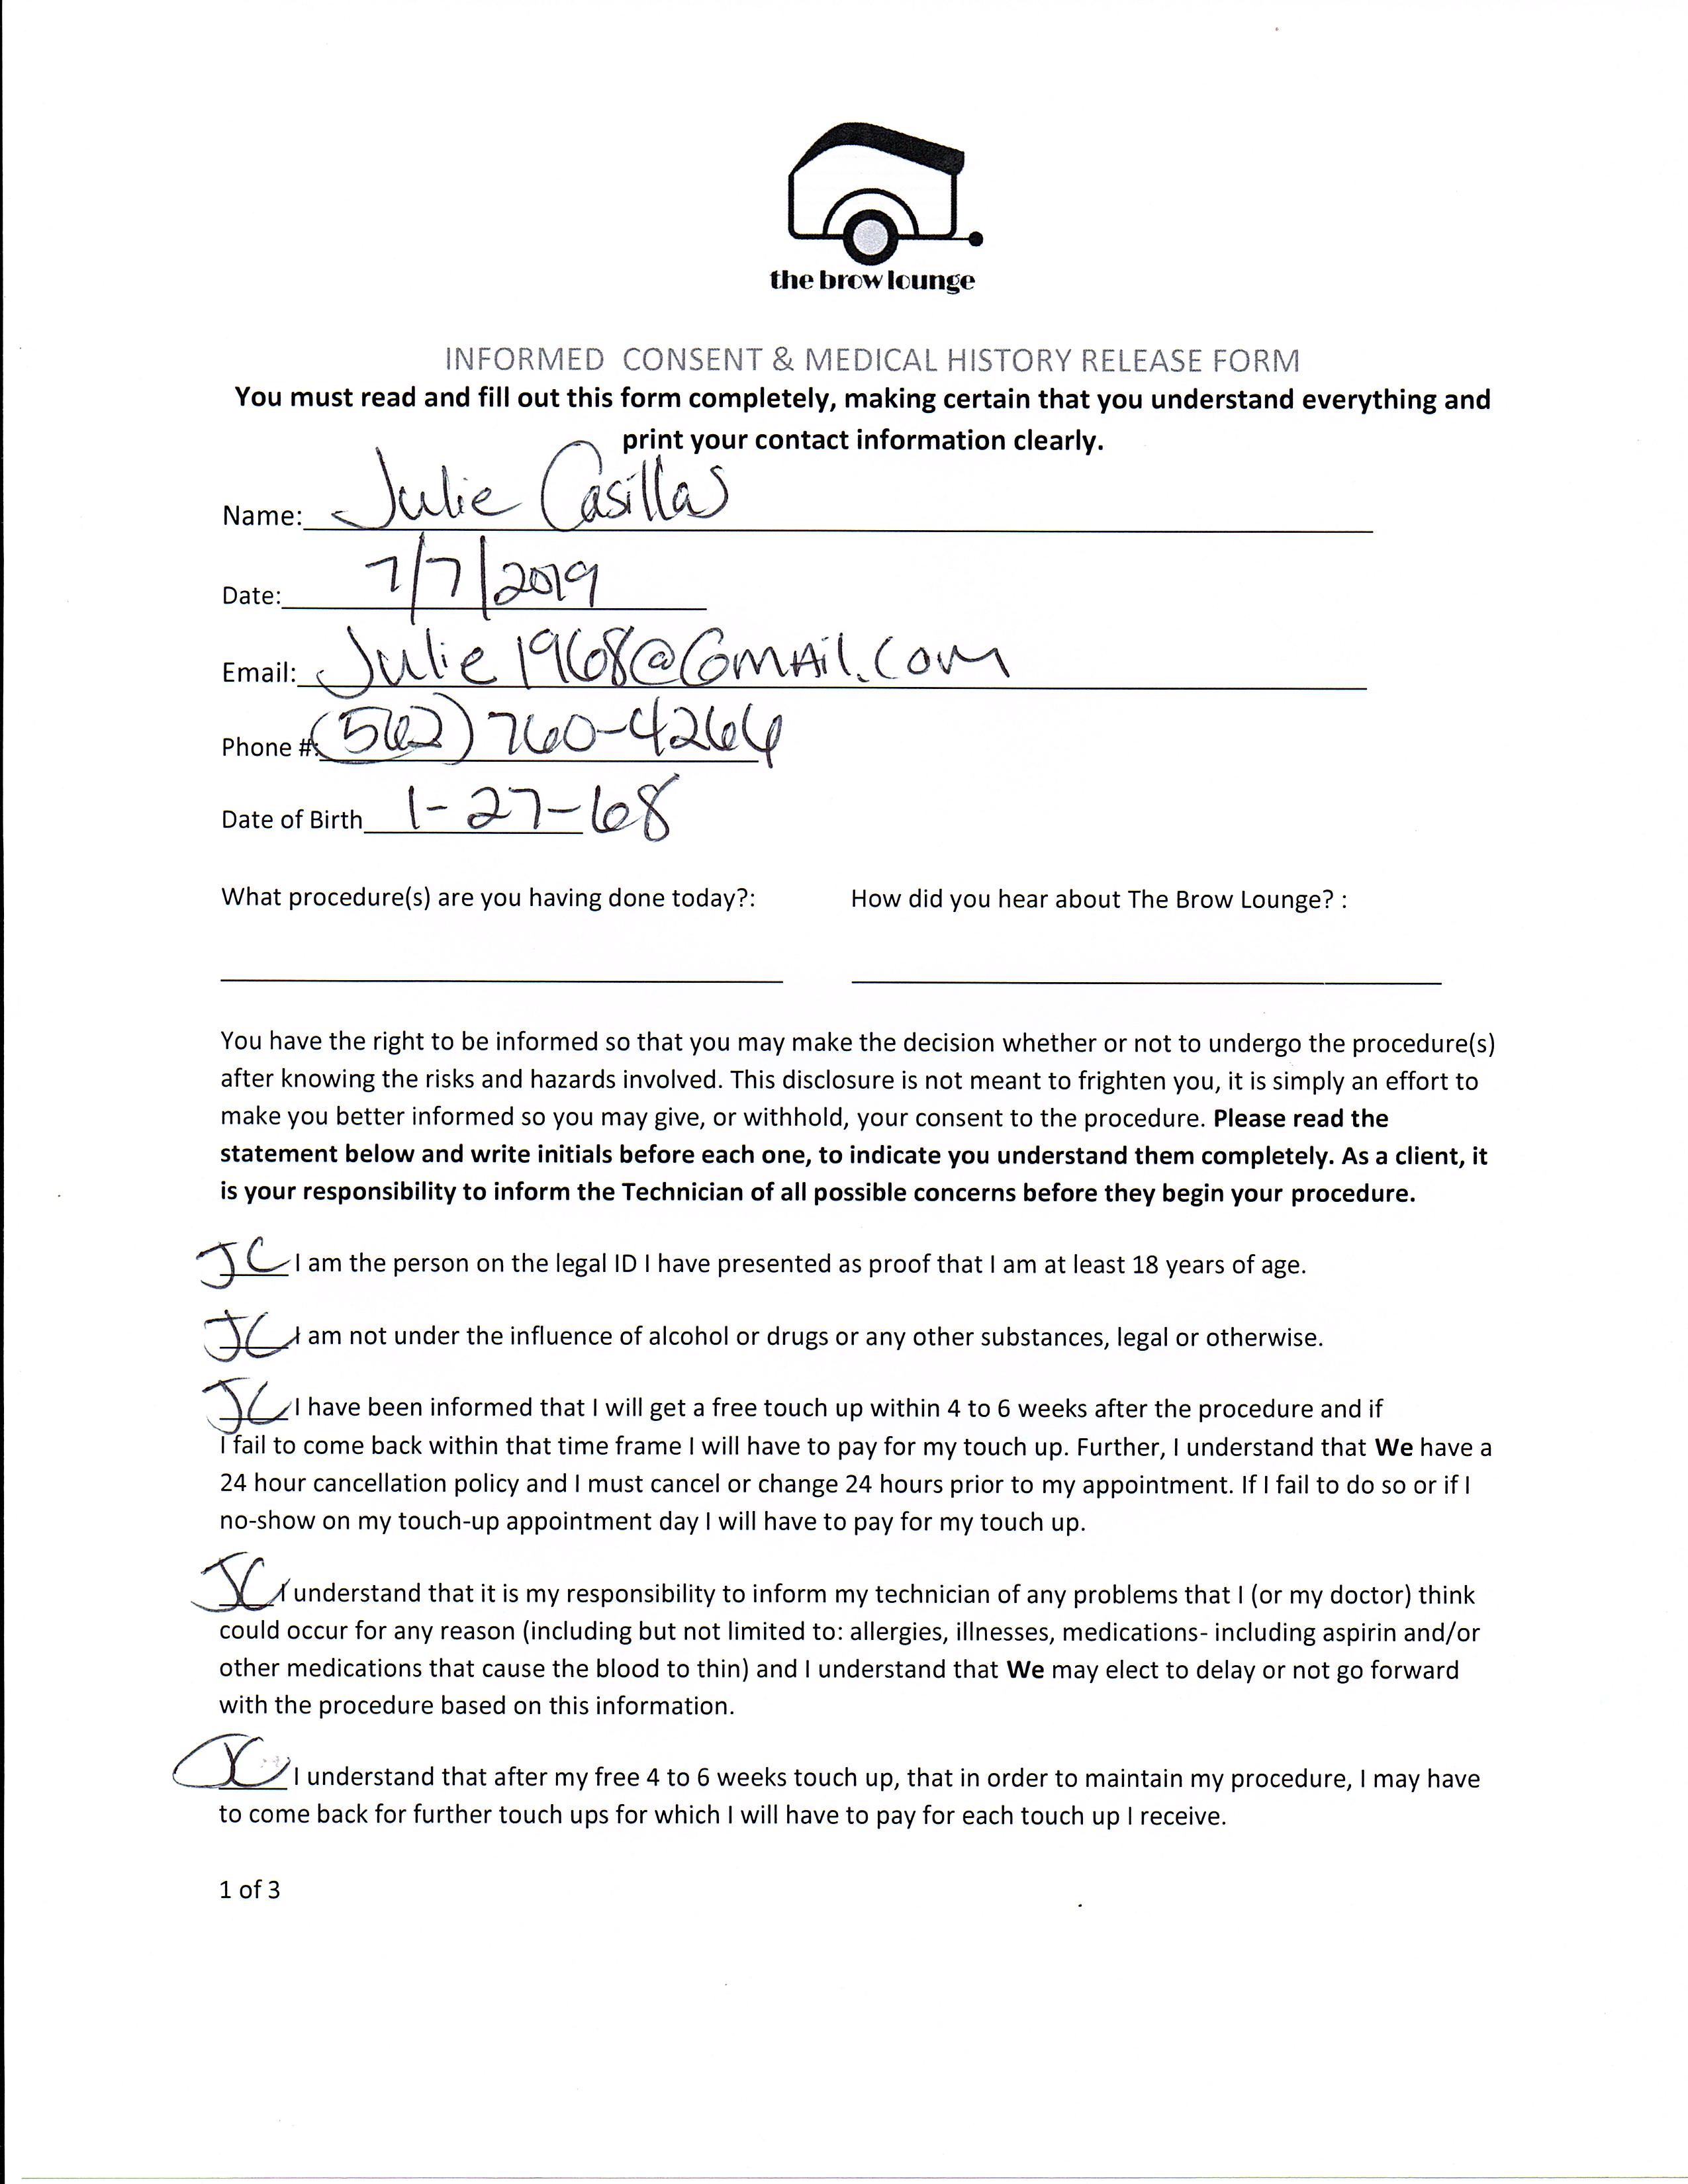 the brow lounge
INFORMED CONSENT & MEDICAL HISTORY RELEASE FORM
You must read and fill out this form completely, making certain that you understand everything and
print your contact information clearly.
Name: Julie Casillas
Date: 7/7/2019
Email: Julie1968@Gmail.com
Phone #: (562) 760-4264
Date of Birth 1-27-68
What procedure(s) are you having done today?: How did you hear about The Brow Lounge? :
You have the right to be informed so that you may make the decision whether or not to undergo the procedure(s)
after knowing the risks and hazards involved. This disclosure is not meant to frighten you, it is simply an effort to
make you better informed so you may give, or withhold, your consent to the procedure. Please read the
statement below and write initials before each one, to indicate you understand them completely. As a client, it
is your responsibility to inform the Technician of all possible concerns before they begin your procedure.
JC I am the person on the legal ID I have presented as proof that I am at least 18 years of age.
JC I am not under the influence of alcohol or drugs or any other substances, legal or otherwise.
JC I have been informed that I will get a free touch up within 4 to 6 weeks after the procedure and if
I fail to come back within that time frame I will have to pay for my touch up. Further, I understand that We have a
24 hour cancellation policy and I must cancel or change 24 hours prior to my appointment. If I fail to do so or if I
no-show on my touch-up appointment day I will have to pay for my touch up.
JC I understand that it is my responsibility to inform my technician of any problems that I (or my doctor) think
could occur for any reason (including but not limited to: allergies, illnesses, medications- including aspirin and/or
other medications that cause the blood to thin) and I understand that We may elect to delay or not go forward
with the procedure based on this information.
JC I understand that after my free 4 to 6 weeks touch up, that in order to maintain my procedure, I may have
to come back for further touch ups for which I will have to pay for each touch up I receive.
1 of 3